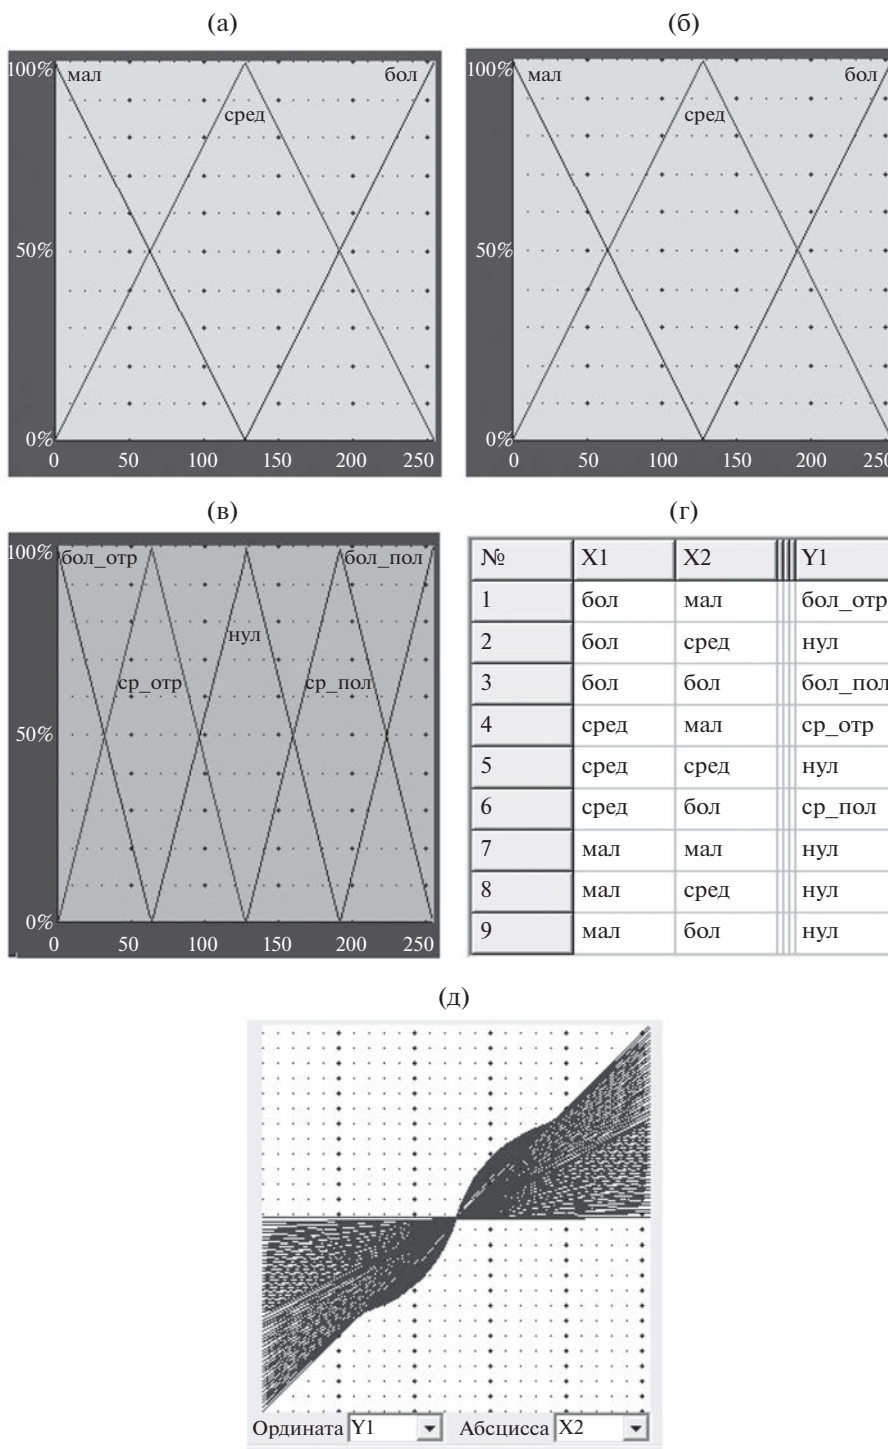 (а)
(б)
100%
мал
бол
сред
50%
0%
0 50 100 150 200 250
100%
мал
бол
сред
50%
0%
0 50 100 150 200 250
(в)
(г)
100%
бол_отр
бол_пол
нул
ср_отр
ср_пол
50%
0%
0 50 100 150 200 250
№ X1 X2 Y1
1 бол мал бол_отр
2 бол сред нул
3 бол бол бол_пол
4 сред мал ср_отр
5 сред сред нул
6 сред бол ср_пол
7 мал мал нул
8 мал сред нул
9 мал бол нул
(д)
Ордината Y1 Абсцисса X2